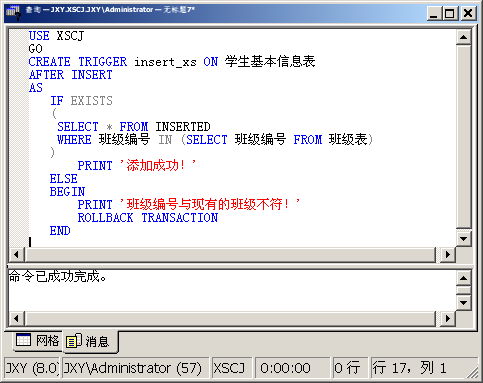 查询 — JXY.XSCJ.JXY\Administrator — 无标题7*
USE XSCJ
GO
CREATE TRIGGER insert_xs ON 学生基本信息表
AFTER INSERT
AS
IF EXISTS
(
SELECT * FROM INSERTED
WHERE 班级编号 IN (SELECT 班级编号 FROM 班级表)
)
PRINT '添加成功！'
ELSE
BEGIN
PRINT '班级编号与现有的班级不符！'
ROLLBACK TRANSACTION
END
命令已成功完成。
网格 消息
JXY (8.0) JXY\Administrator (57) XSCJ 0:00:00 0 行 行 17，列 1